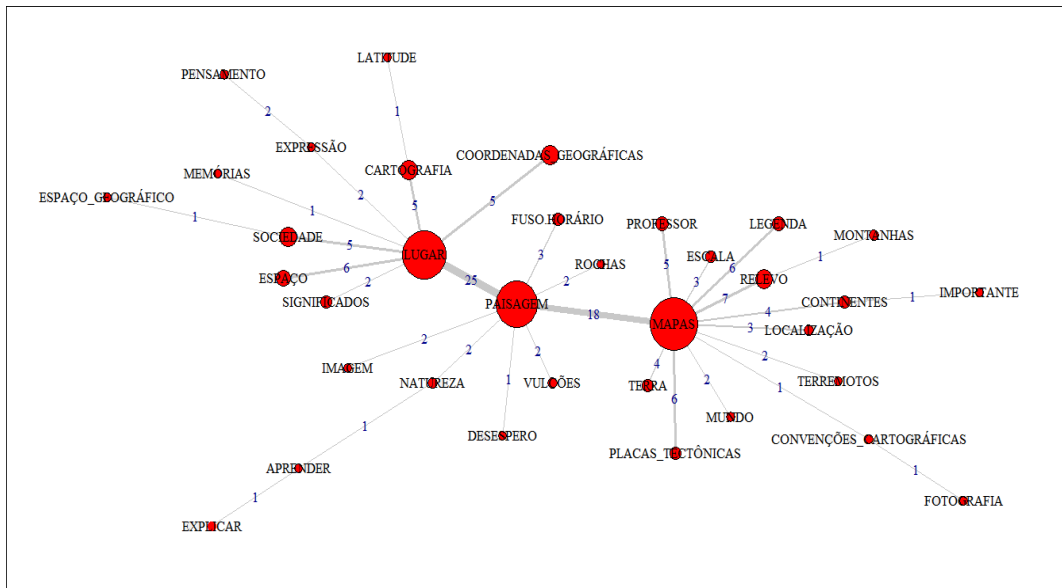 LATITUDE
PENSAMENTO
1
2
EXPRESSÃO
COORDENADAS_GEOGRÁFICAS
MEMÓRIAS
CARTOGRAFIA
ESPAÇO_GEOGRÁFICO
2
5
5
1
1
FUSO.HORÁRIO
PROFESSOR
LEGENDA
SOCIEDADE
5
MONTANHAS
LUGAR
3
ESCALA
1
ROCHAS
5
6
ESPAÇO
6
25
2
3
7
RELEVO
SIGNIFICADOS
2
PAISAGEM
18
MAPAS
4
CONTINENTES
1
IMPORTANTE
3
LOCALIZAÇÃO
2
2
2
4
2
IMAGEM
NATUREZA
VULCÕES
TERRA
2
1
TERREMOTOS
1
6
MUNDO
1
DESESPERO
PLACAS_TECTÔNICAS
CONVENÇÕES_CARTOGRÁFICAS
APRENDER
1
1
EXPLICAR
FOTOGRAFIA